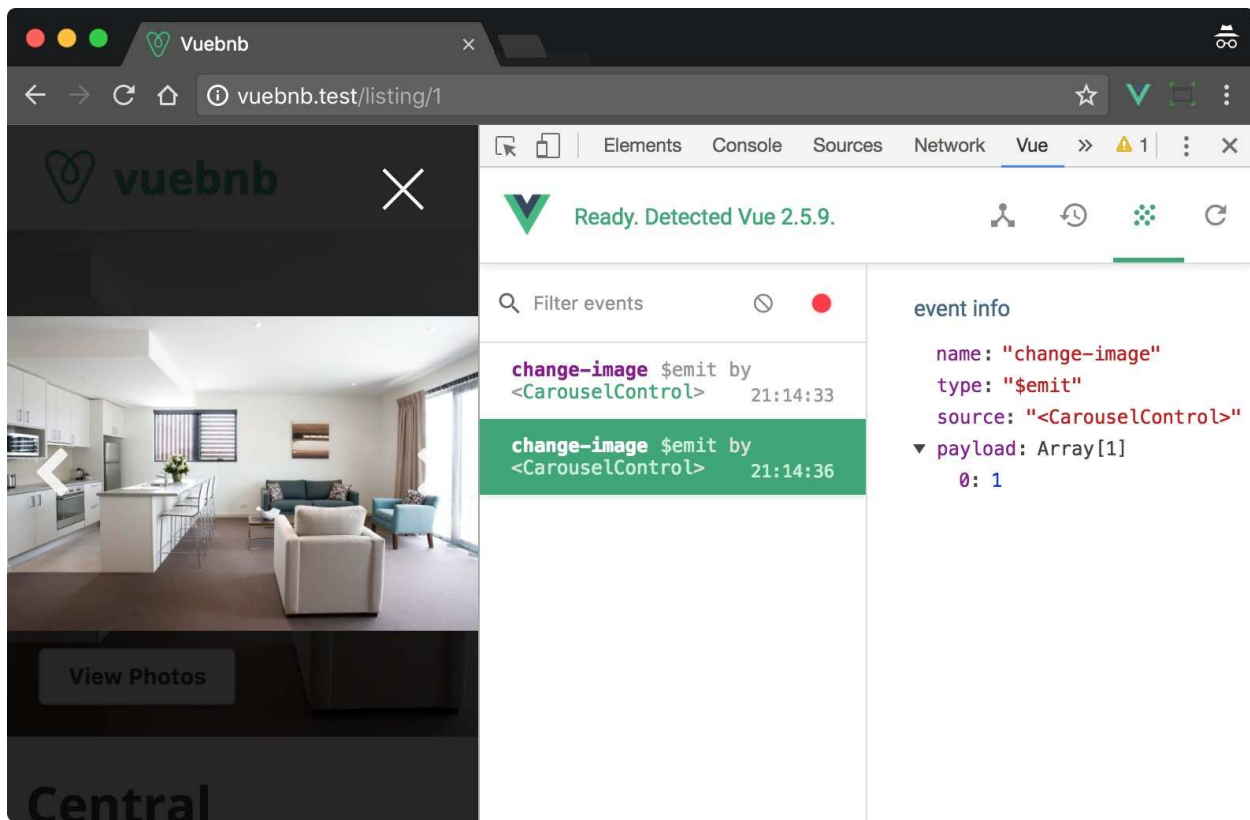 Vuebnb
vuebnb.test/listing/1
vuebnb
View Photos
Central
Elements Console Sources Network Vue » 1
Ready. Detected Vue 2.5.9.
Filter events
change-image $emit by
<CarouselControl> 21:14:33
change-image $emit by
<CarouselControl> 21:14:36
event info
name: "change-image"
type: "$emit"
source: "<CarouselControl>"
payload: Array[1]
0: 1